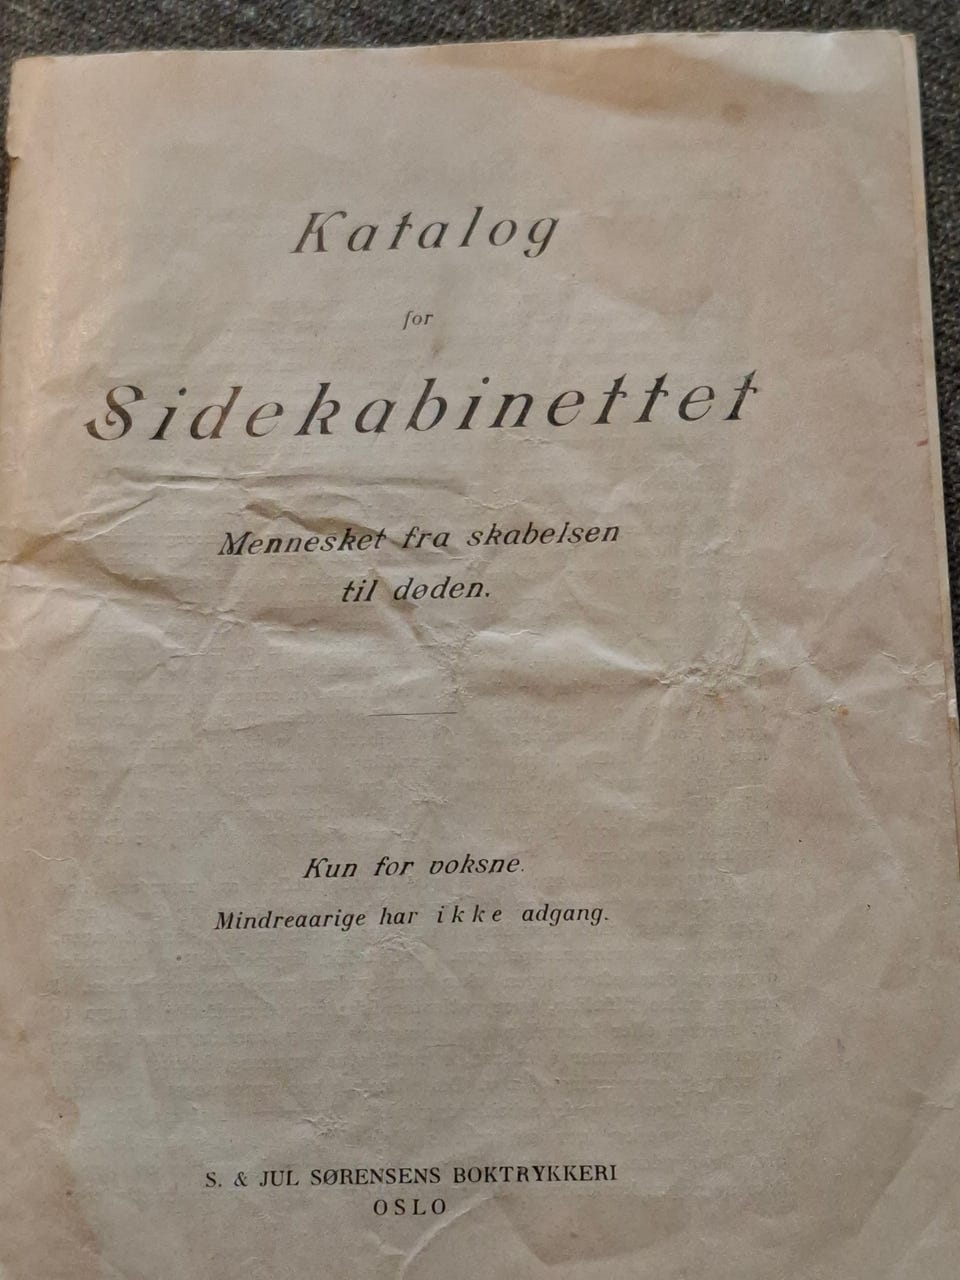 Katalog
for
Sidekabinettet
Mennesket fra skabelsen
til døden.
Kun for voksne.
Mindreaarige har ikke adgang.
S. & JUL SØRENSENS BOKTRYKKERI
OSLO